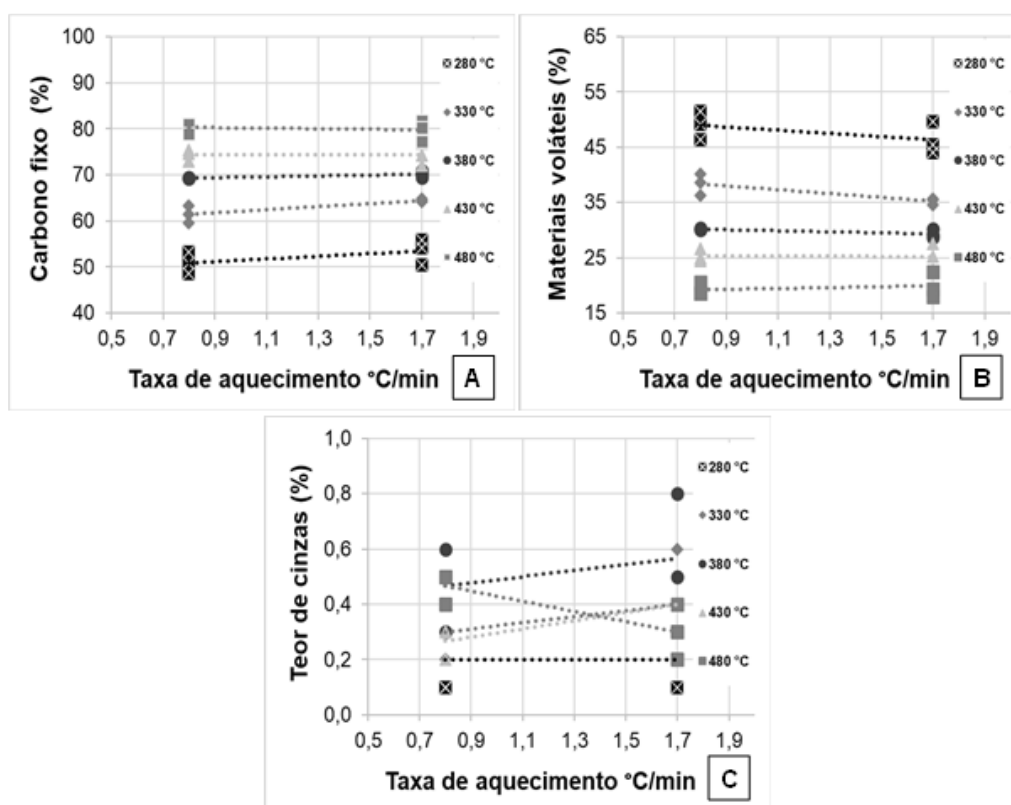 100
90
80
70
60
50
40
Carbono fixo (%)
280 °C
330 °C
380 °C
430 °C
480 °C
0,5 0,7 0,9 1,1 1,3 1,5 1,7 1,9
Taxa de aquecimento °C/min
A
65
55
45
35
25
15
Materiais voláteis (%)
280 °C
330 °C
380 °C
430 °C
480 °C
0,5 0,7 0,9 1,1 1,3 1,5 1,7 1,9
Taxa de aquecimento °C/min
B
1,0
0,8
0,6
0,4
0,2
0,0
Teor de cinzas (%)
280 °C
330 °C
380 °C
430 °C
480 °C
0,5 0,7 0,9 1,1 1,3 1,5 1,7 1,9
Taxa de aquecimento °C/min
C